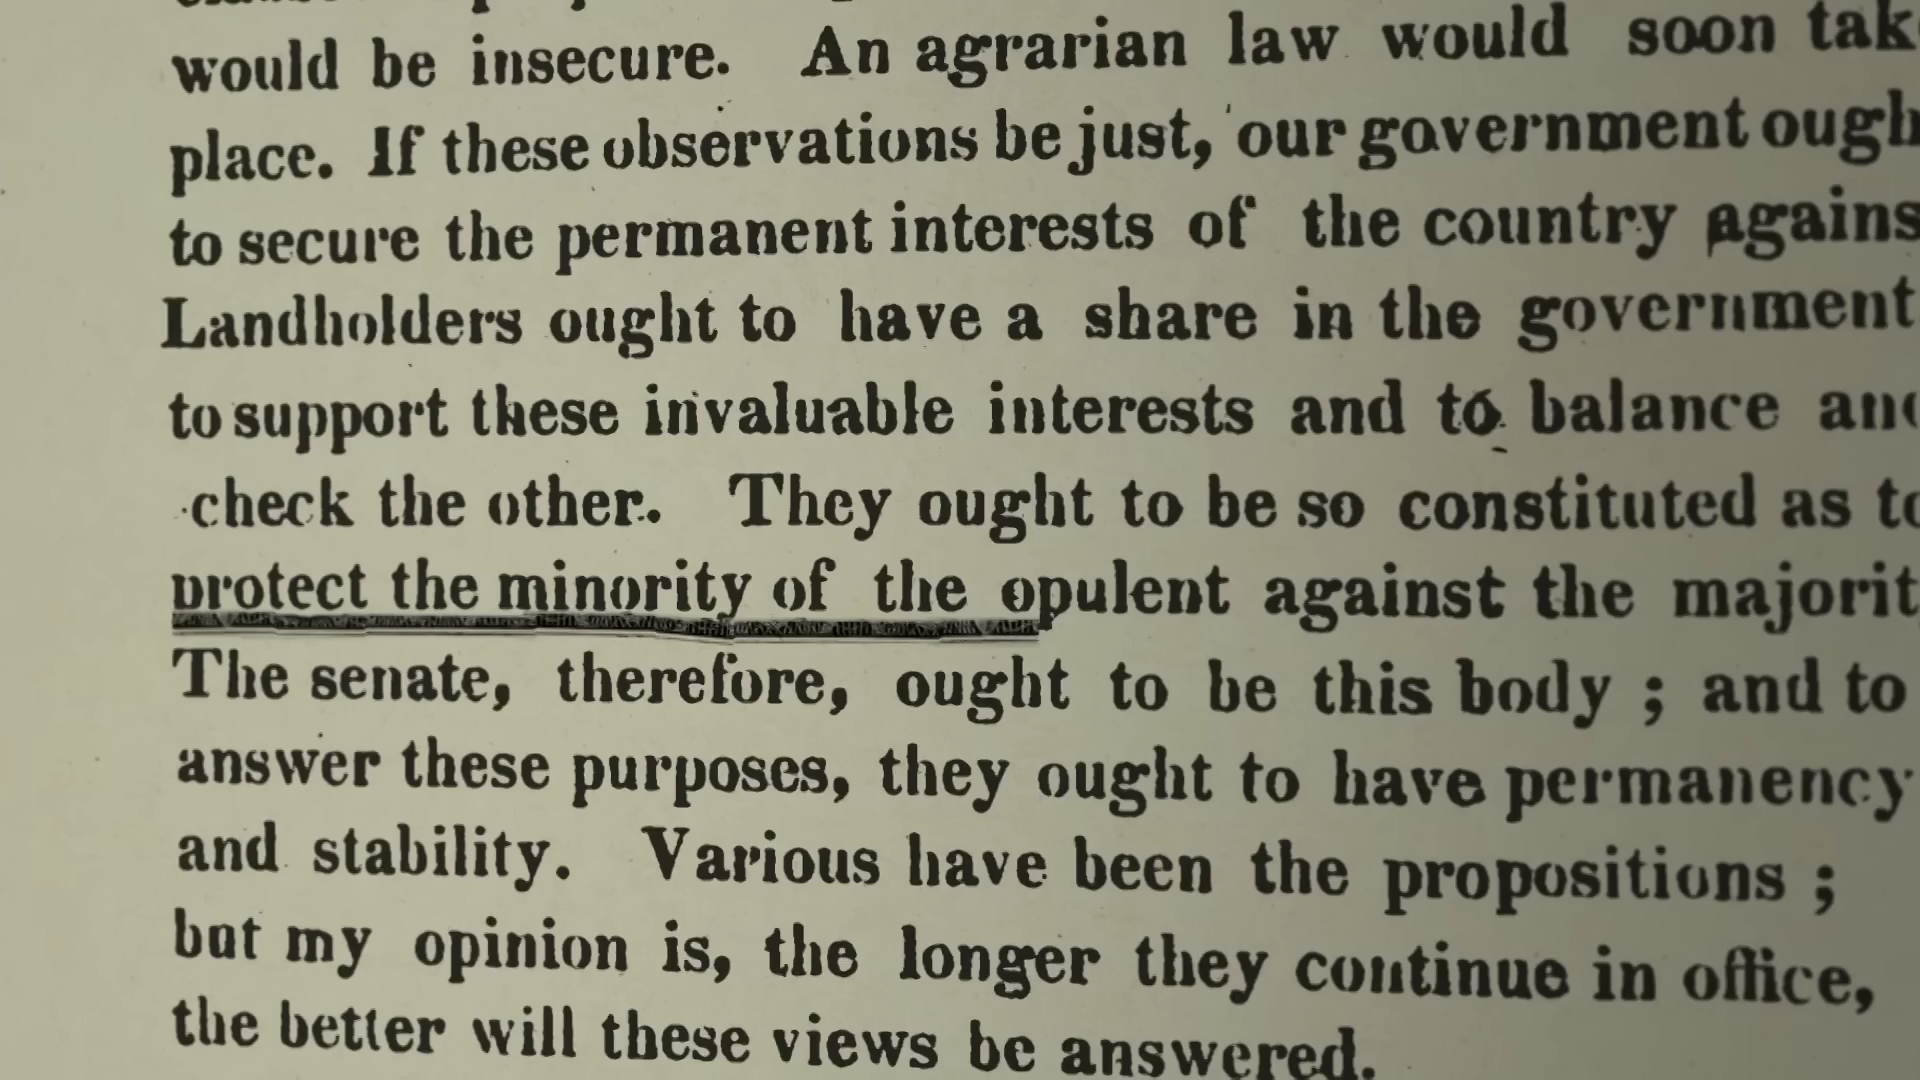 would be insecure. An agrarian law would soon tak
place. If these observations be just, our government ough
to secure the permanent interests of the country agains
Landholders ought to have a share in the government
to support these invaluable interests and to balance and
check the other. They ought to be so constituted as to
protect the minority of the opulent against the majorit
The senate, therefore, ought to be this body ; and to
answer these purposes, they ought to have permanency
and stability. Various have been the propositions ;
but my opinion is, the longer they continue in office,
the better will these views be answered.